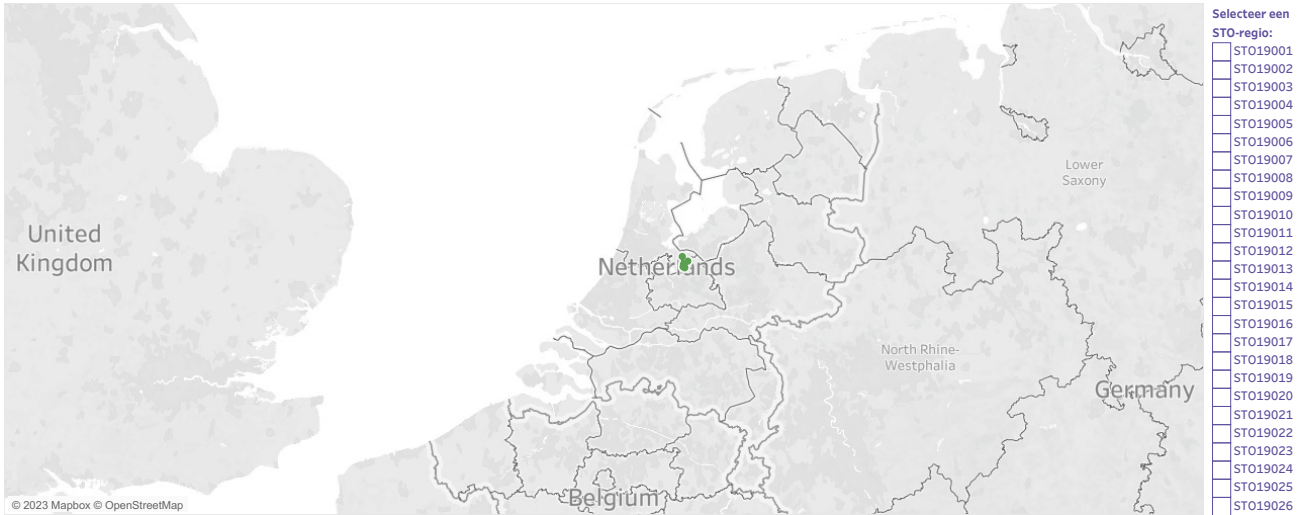 United
Kingdom
Netherlands
Lower
Saxony
North Rhine-
Westphalia
Germany
Belgium
© 2023 Mapbox © OpenStreetMap
Selecteer een
STO-regio:
STO19001
STO19002
STO19003
STO19004
STO19005
STO19006
STO19007
STO19008
STO19009
STO19010
STO19011
STO19012
STO19013
STO19014
STO19015
STO19016
STO19017
STO19018
STO19019
STO19020
STO19021
STO19022
STO19023
STO19024
STO19025
STO19026